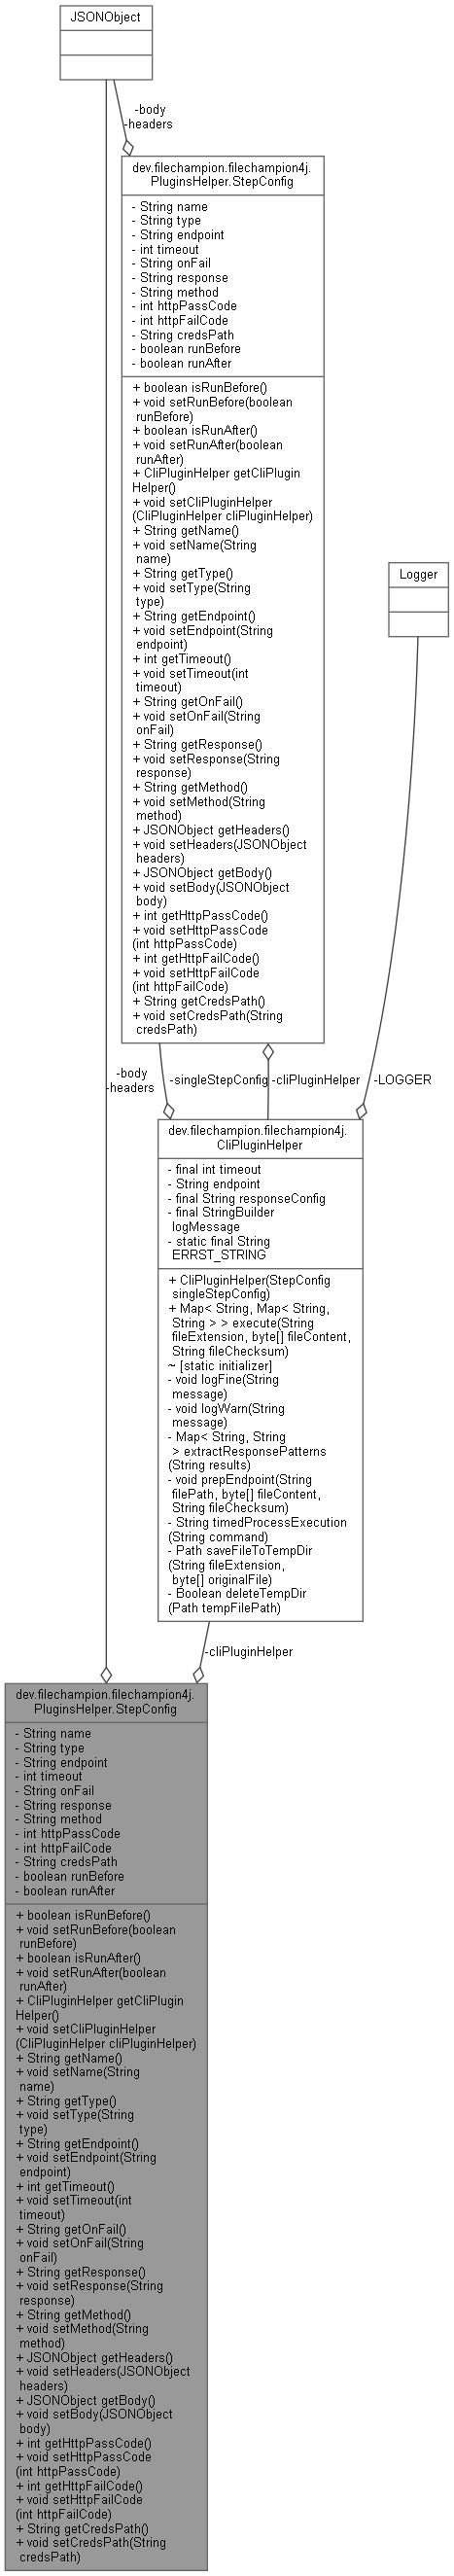 JSONObject
-body
-headers
dev.filechampion.filechampion4j.
PluginsHelper.StepConfig
- String name
- String type
- String endpoint
- int timeout
- String onFail
- String response
- String method
- int httpPassCode
- int httpFailCode
- String credsPath
- boolean runBefore
- boolean runAfter
+ boolean isRunBefore()
+ void setRunBefore(boolean
runBefore)
+ boolean isRunAfter()
+ void setRunAfter(boolean
runAfter)
+ CliPluginHelper getCliPlugin
Helper()
+ void setCliPluginHelper
(CliPluginHelper cliPluginHelper)
+ String getName()
+ void setName(String
name)
+ String getType()
+ void setType(String
type)
+ String getEndpoint()
+ void setEndpoint(String
endpoint)
+ int getTimeout()
+ void setTimeout(int
timeout)
+ String getOnFail()
+ void setOnFail(String
onFail)
+ String getResponse()
+ void setResponse(String
response)
+ String getMethod()
+ void setMethod(String
method)
+ JSONObject getHeaders()
+ void setHeaders(JSONObject
headers)
+ JSONObject getBody()
+ void setBody(JSONObject
body)
+ int getHttpPassCode()
+ void setHttpPassCode
(int httpPassCode)
+ int getHttpFailCode()
+ void setHttpFailCode
(int httpFailCode)
+ String getCredsPath()
+ void setCredsPath(String
credsPath)
Logger
-body
-headers
-singleStepConfig
-cliPluginHelper
-LOGGER
dev.filechampion.filechampion4j.
CliPluginHelper
- final int timeout
- String endpoint
- final String responseConfig
- final StringBuilder
logMessage
- static final String
ERRST_STRING
+ CliPluginHelper(StepConfig
singleStepConfig)
+ Map< String, Map< String,
String > > execute(String
fileExtension, byte[] fileContent,
String fileChecksum)
~ [static initializer]
- void logFine(String
message)
- void logWarn(String
message)
- Map< String, String
> extractResponsePatterns
(String results)
- void prepEndpoint(String
filePath, byte[] fileContent,
String fileChecksum)
- String timedProcessExecution
(String command)
- Path saveFileToTempDir
(String fileExtension,
byte[] originalFile)
- Boolean deleteTempDir
(Path tempFilePath)
-cliPluginHelper
dev.filechampion.filechampion4j.
PluginsHelper.StepConfig
- String name
- String type
- String endpoint
- int timeout
- String onFail
- String response
- String method
- int httpPassCode
- int httpFailCode
- String credsPath
- boolean runBefore
- boolean runAfter
+ boolean isRunBefore()
+ void setRunBefore(boolean
runBefore)
+ boolean isRunAfter()
+ void setRunAfter(boolean
runAfter)
+ CliPluginHelper getCliPlugin
Helper()
+ void setCliPluginHelper
(CliPluginHelper cliPluginHelper)
+ String getName()
+ void setName(String
name)
+ String getType()
+ void setType(String
type)
+ String getEndpoint()
+ void setEndpoint(String
endpoint)
+ int getTimeout()
+ void setTimeout(int
timeout)
+ String getOnFail()
+ void setOnFail(String
onFail)
+ String getResponse()
+ void setResponse(String
response)
+ String getMethod()
+ void setMethod(String
method)
+ JSONObject getHeaders()
+ void setHeaders(JSONObject
headers)
+ JSONObject getBody()
+ void setBody(JSONObject
body)
+ int getHttpPassCode()
+ void setHttpPassCode
(int httpPassCode)
+ int getHttpFailCode()
+ void setHttpFailCode
(int httpFailCode)
+ String getCredsPath()
+ void setCredsPath(String
credsPath)